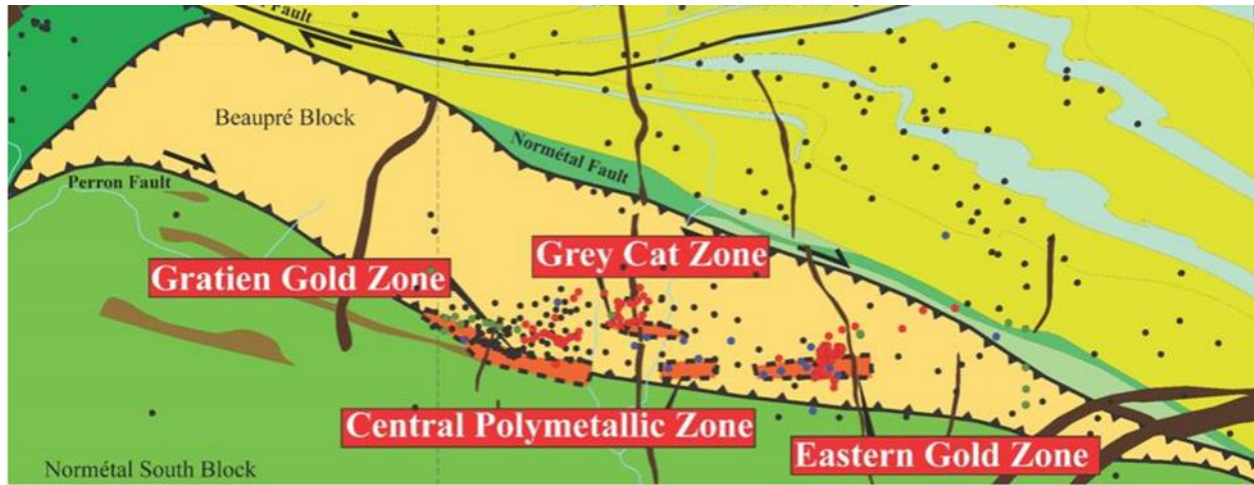 Fault
Beaupré Block
Normétal Fault
Perron Fault
Grey Cat Zone
Gratien Gold Zone
Central Polymetallic Zone
Eastern Gold Zone
Normétal South Block